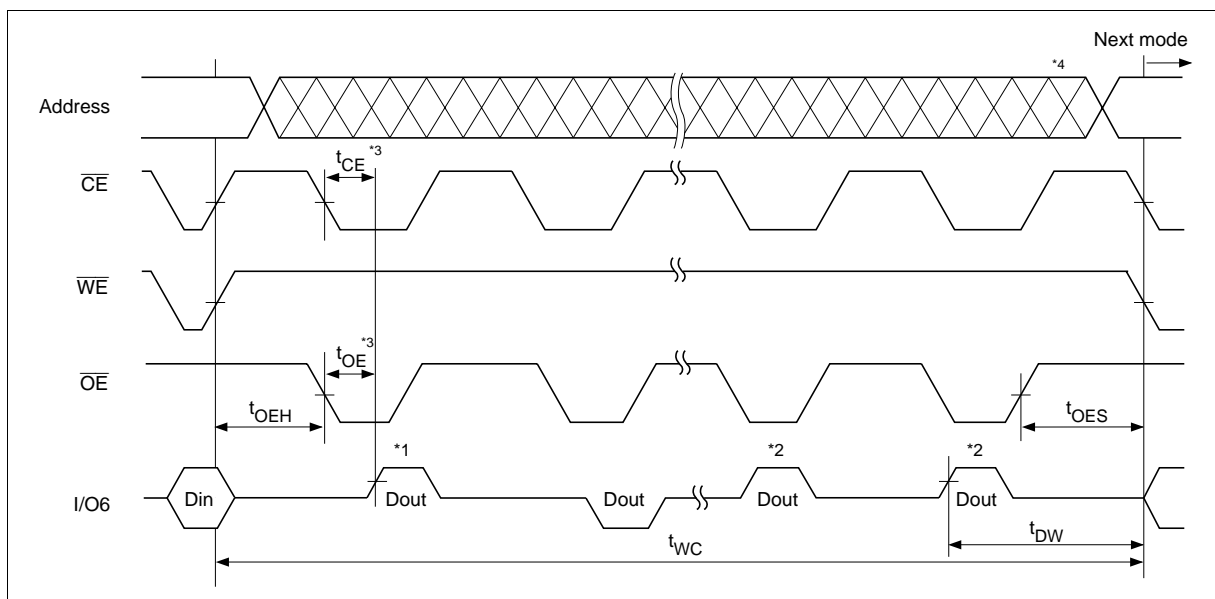 Next mode
*4
Address
tCE *3
CE
WE
tOE *3
OE
tOEH
tOES
*1
*2
*2
I/O6
Din
Dout
Dout
Dout
Dout
tDW
tWC